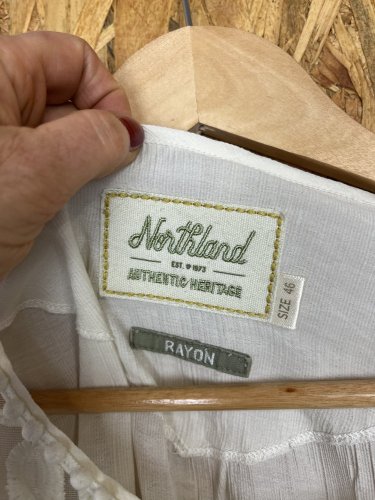 Northland
EST. 1973
AUTHENTIC HERITAGE
SIZE 46
RAYON